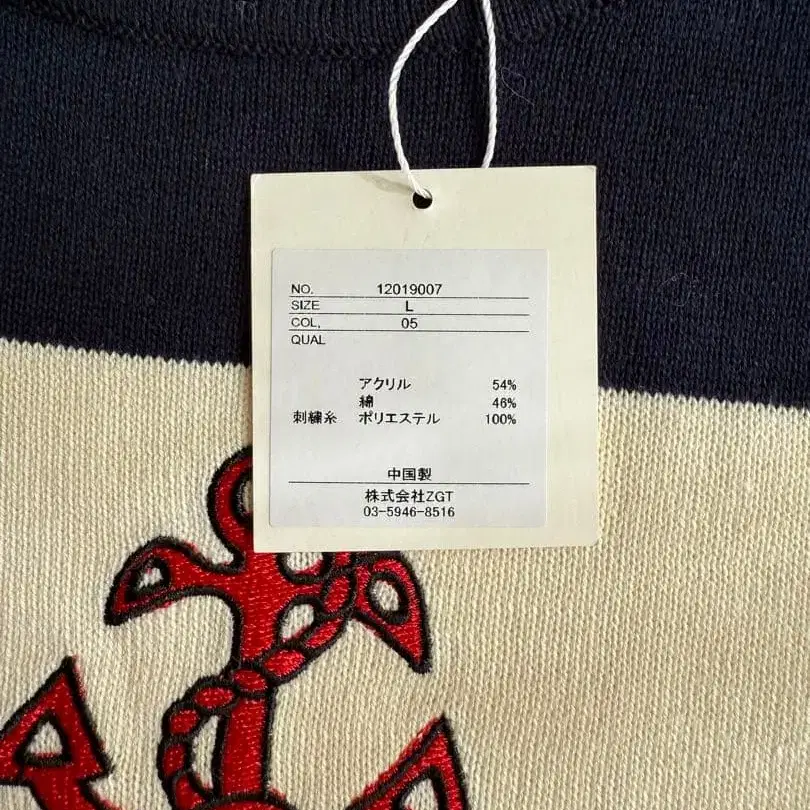 NO. 12019007
SIZE L
COL, 05
QUAL
アクリル 54%
綿 46%
刺繍糸 ポリエステル 100%
中国製
株式会社ZGT
03-5946-8516